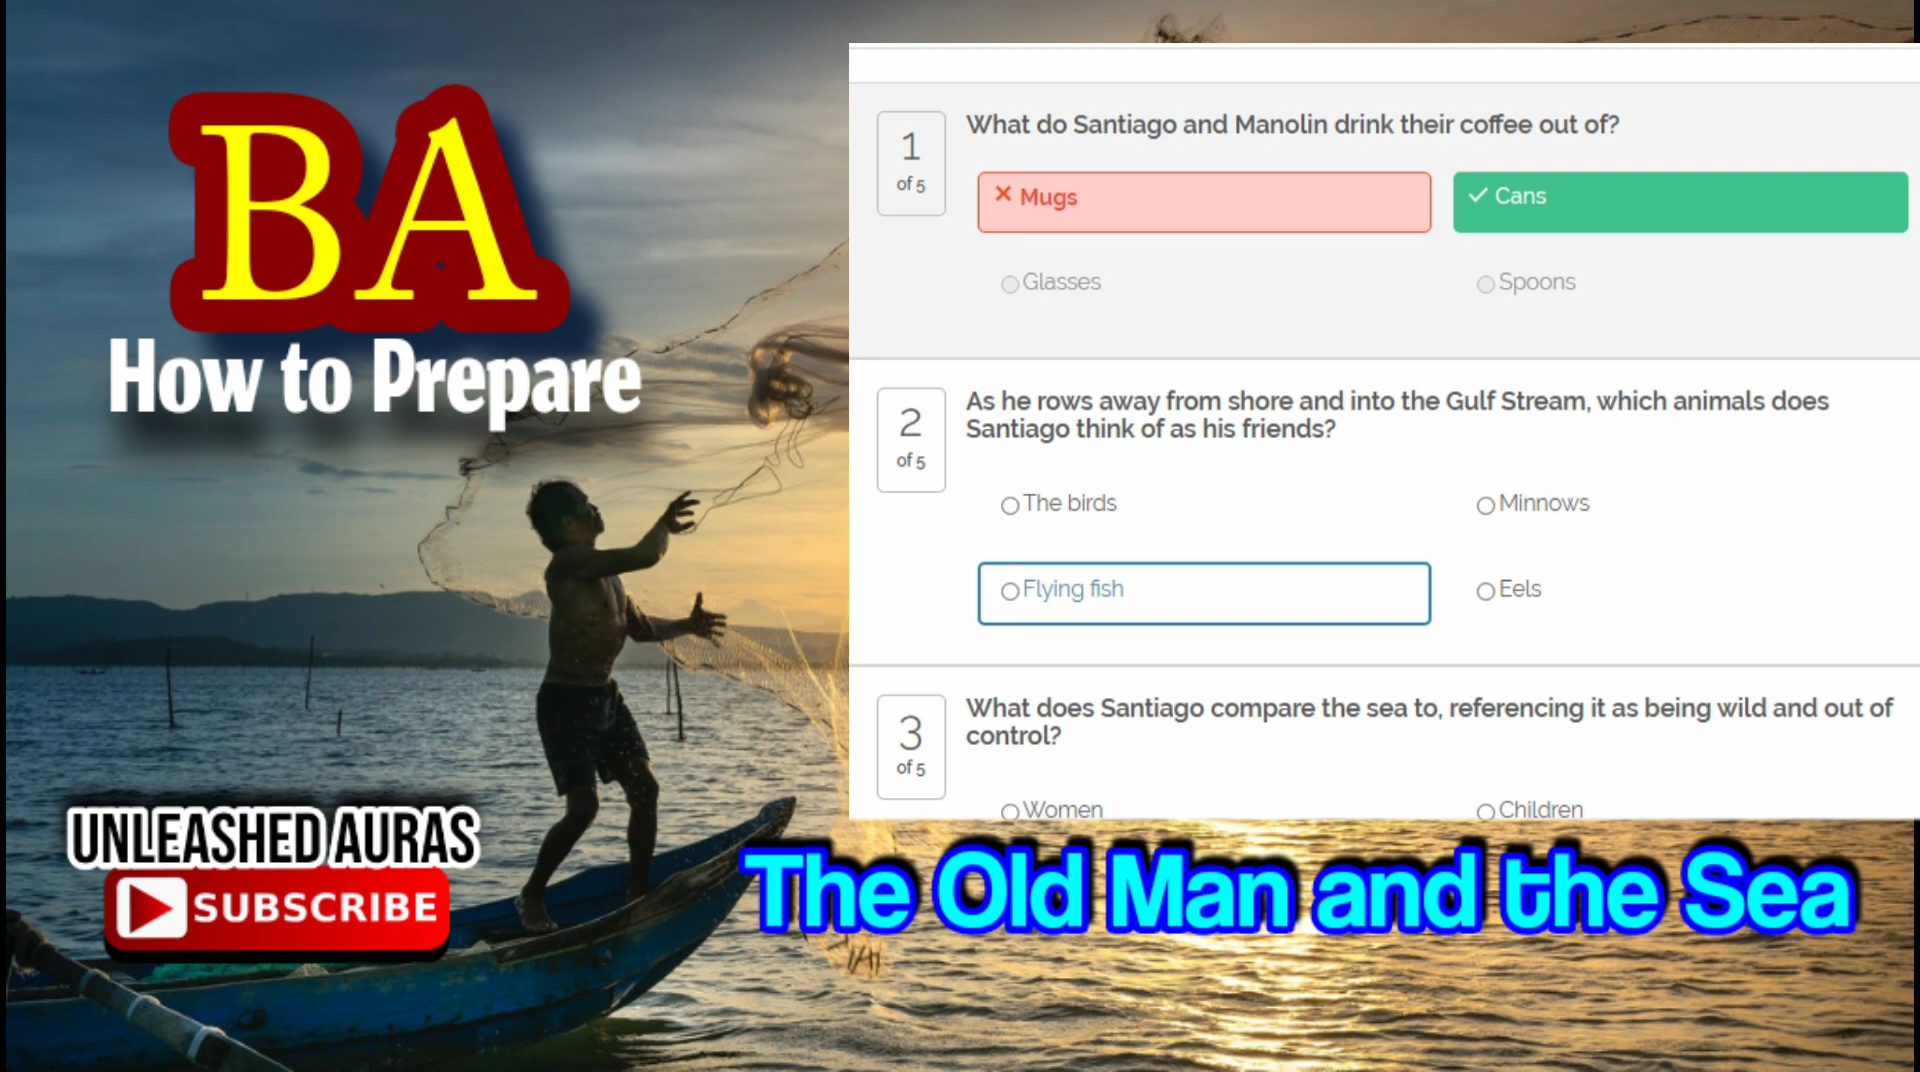 BA
How to Prepare
UNLEASHED AURAS
SUBSCRIBE
1
of 5
What do Santiago and Manolin drink their coffee out of?
Mugs
Cans
Glasses
Spoons
2
of 5
As he rows away from shore and into the Gulf Stream, which animals does
Santiago think of as his friends?
The birds
Minnows
Flying fish
Eels
3
of 5
What does Santiago compare the sea to, referencing it as being wild and out of
control?
Women
Children
The Old Man and the Sea